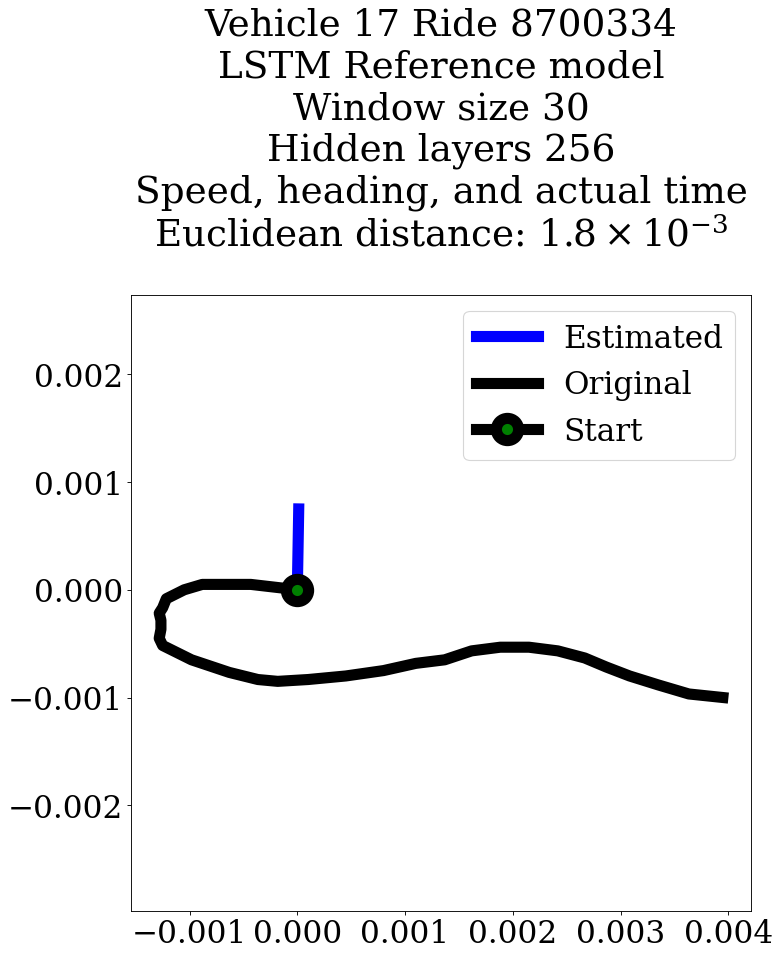 Vehicle 17 Ride 8700334
LSTM Reference model
Window size 30
Hidden layers 256
Speed, heading, and actual time
Euclidean distance: 1.8 × 10⁻³
Estimated
Original
Start
0.002
0.001
0.000
−0.001
−0.002
−0.001 0.000 0.001 0.002 0.003 0.004